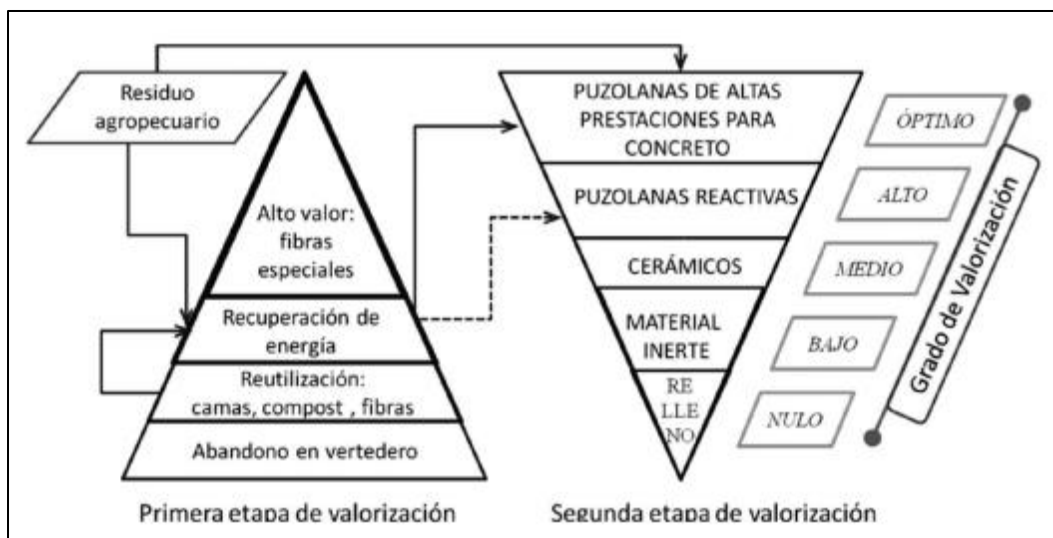 Residuo
agropecuario
Alto valor:
fibras
especiales
Recuperación de
energía
Reutilización:
camas, compost , fibras
Abandono en vertedero
Primera etapa de valorización
PUZOLANAS DE ALTAS
PRESTACIONES PARA
CONCRETO
PUZOLANAS REACTIVAS
CERÁMICOS
MATERIAL
INERTE
RE
LLE
NO
Segunda etapa de valorización
ÓPTIMO
ALTO
MEDIO
BAJO
NULO
Grado de Valorización